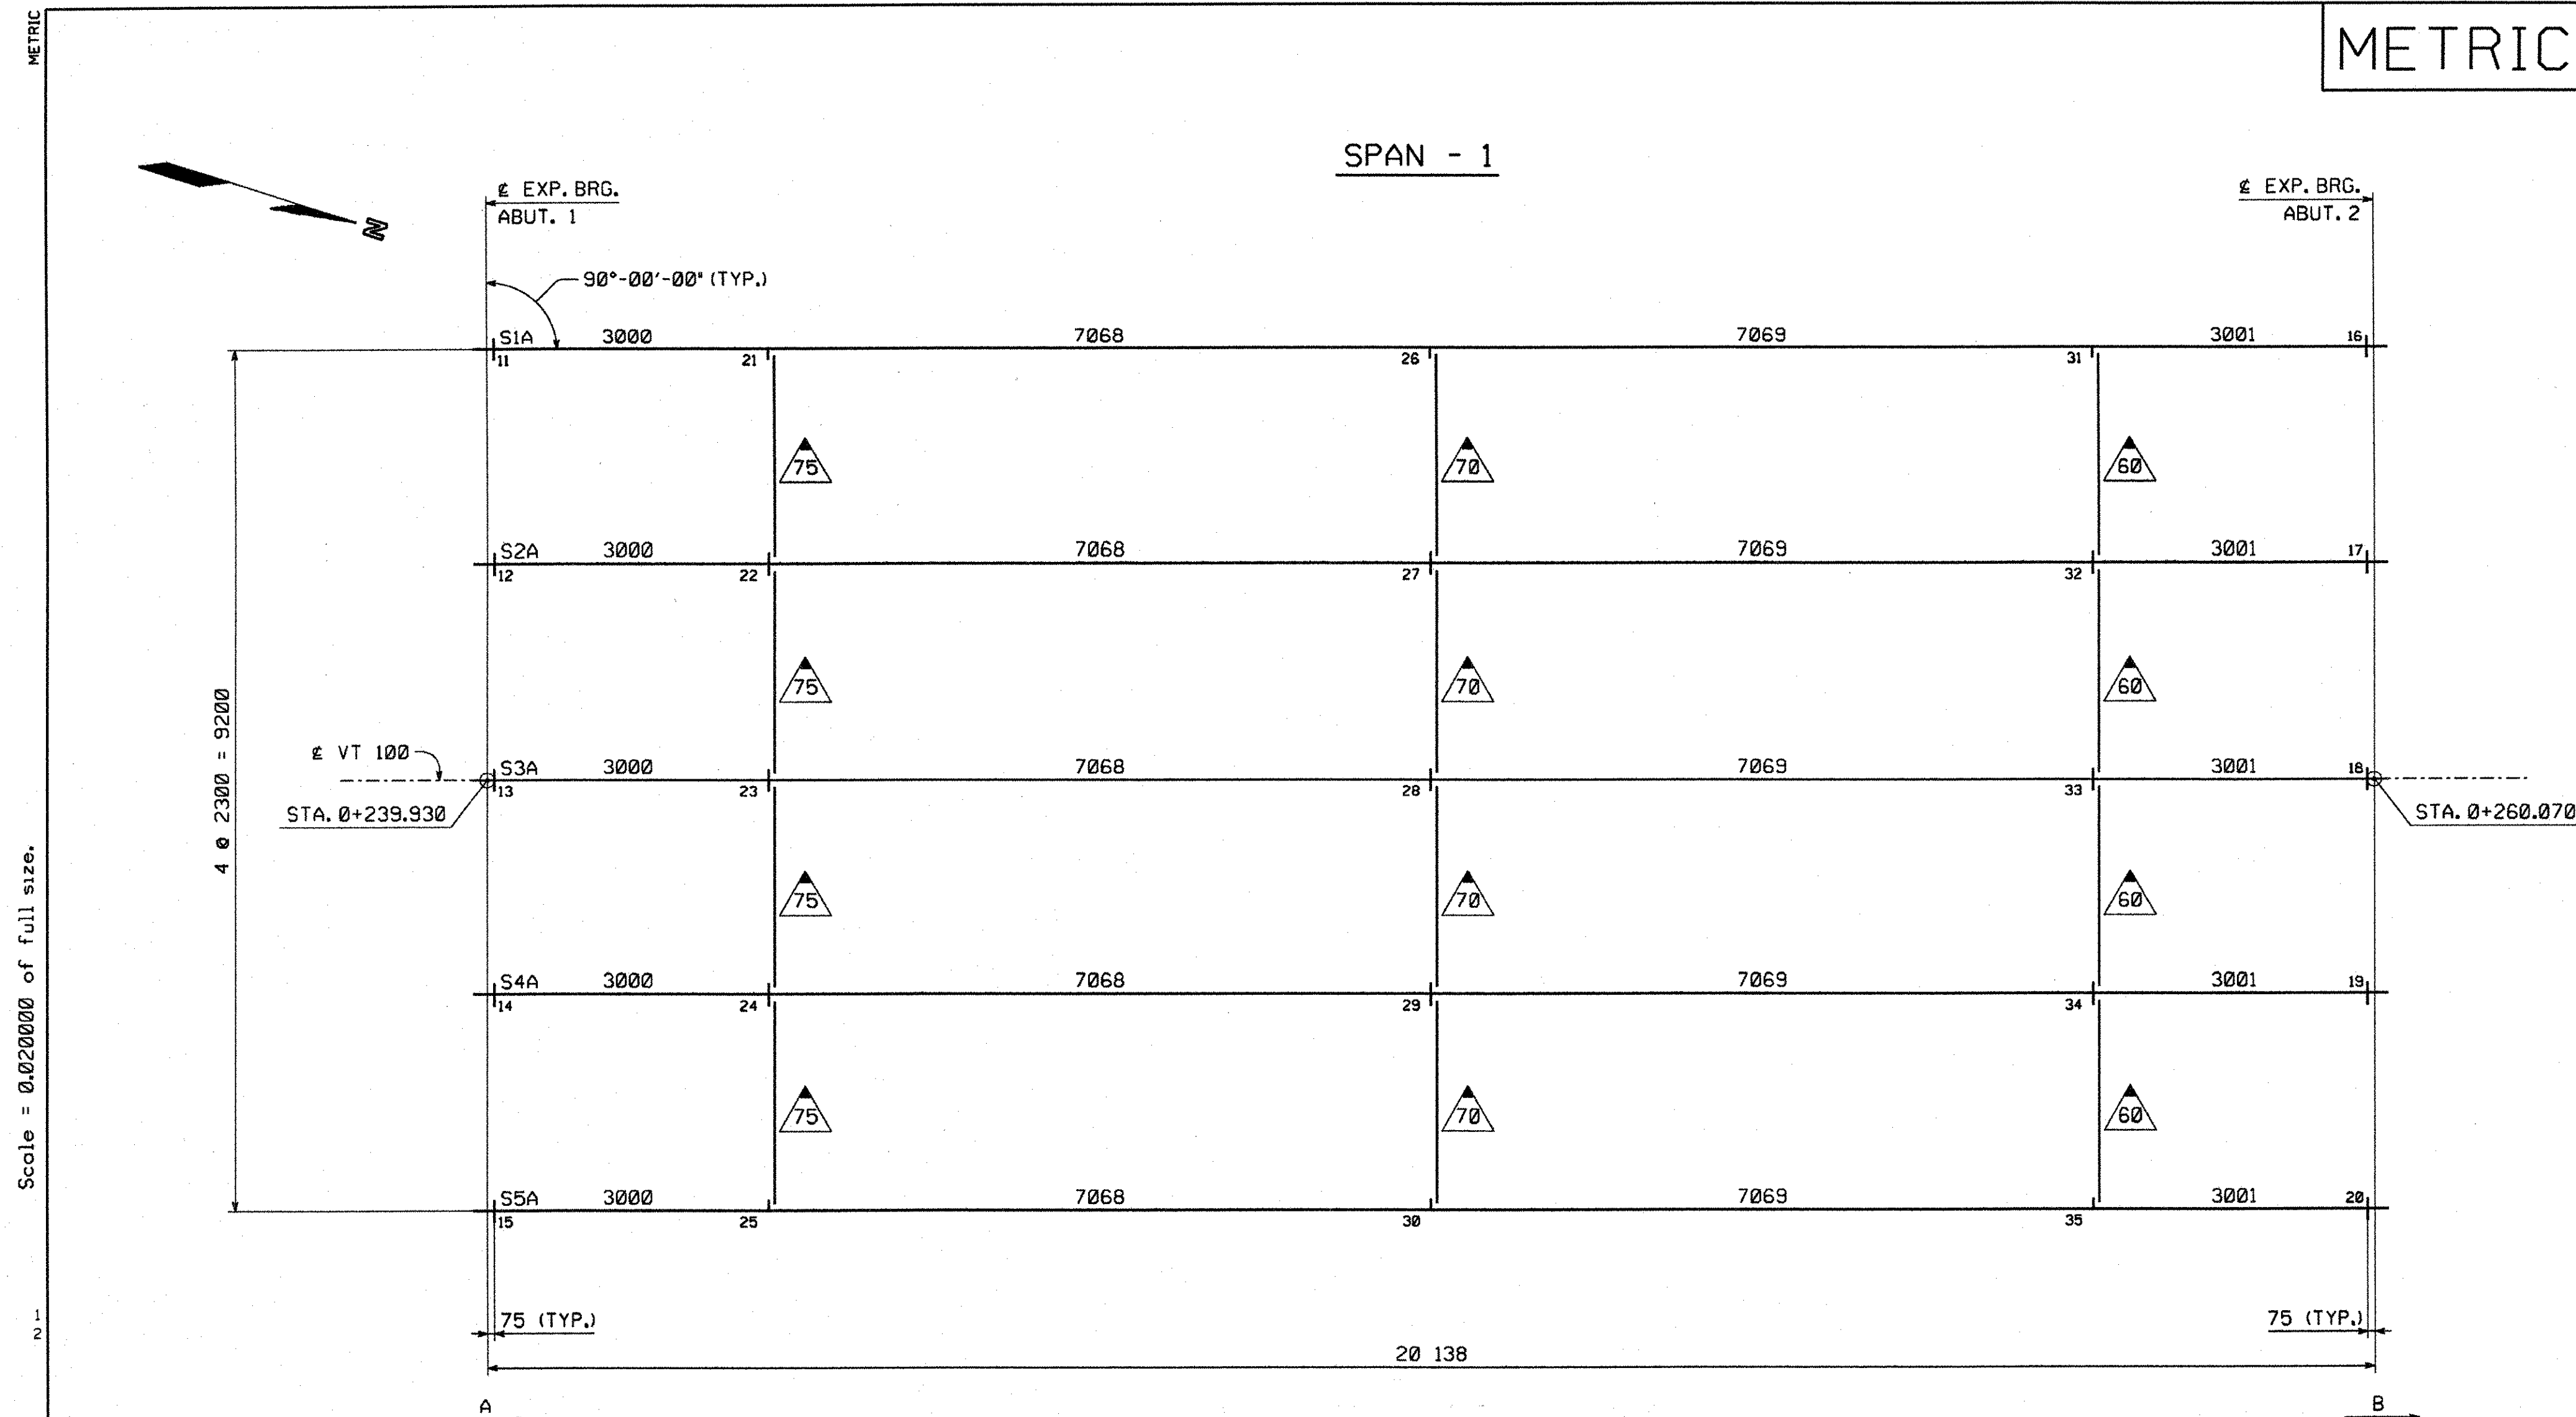 METRIC
METRIC
SPAN - 1
℄ EXP. BRG.
ABUT. 1
℄ EXP. BRG.
ABUT. 2
N
90°-00'-00" (TYP.)
S1A 3000 7068 7069 3001 16
11 21 26 31
75 70 60
S2A 3000 7068 7069 3001 17
12 22 27 32
75 70 60
4 @ 2300 = 9200
℄ VT 100
S3A 3000 7068 7069 3001 18
13 23 28 33
STA. 0+239.930
STA. 0+260.070
75 70 60
S4A 3000 7068 7069 3001 19
14 24 29 34
75 70 60
S5A 3000 7068 7069 3001 20
15 25 30 35
Scale = 0.020000 of full size.
1
2
75 (TYP.)
75 (TYP.)
20 138
A
B